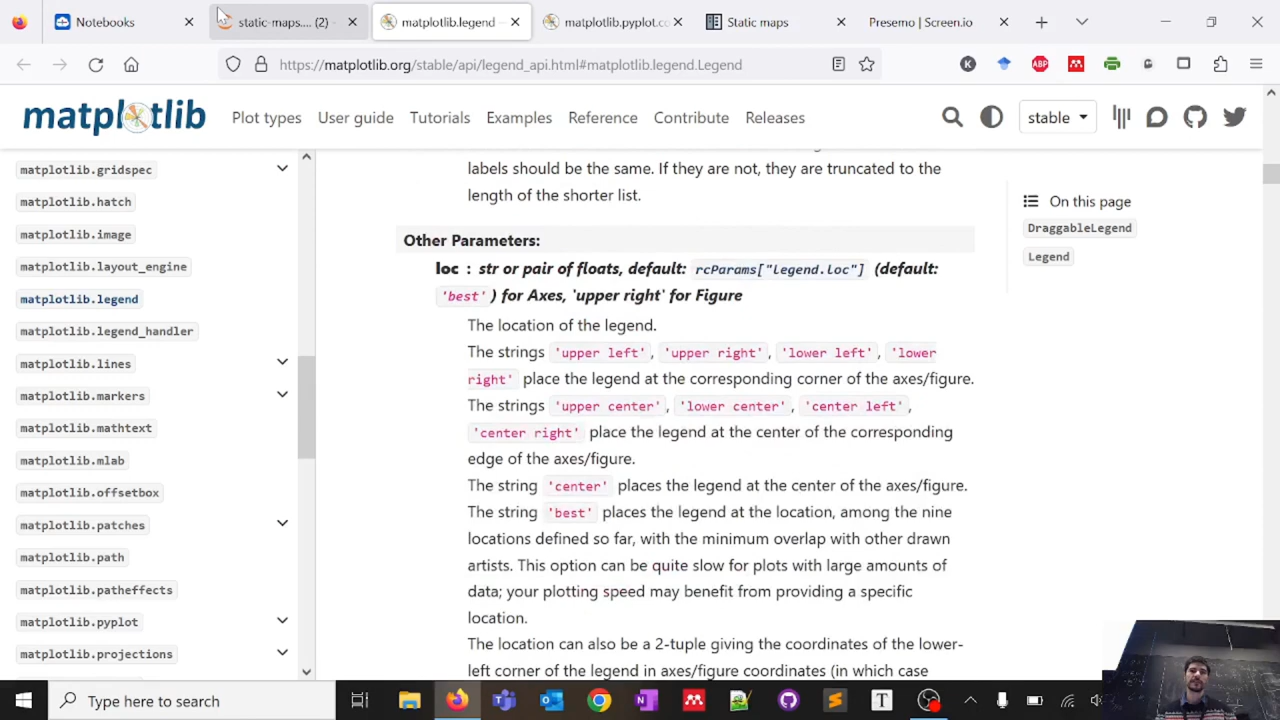 Notebooks
static-maps.... (2) -
matplotlib.legend —
matplotlib.pyplot.co
Static maps
Presemo | Screen.io
https://matplotlib.org/stable/api/legend_api.html#matplotlib.legend.Legend
ABP
matplotlib
Plot types
User guide
Tutorials
Examples
Reference
Contribute
Releases
stable
matplotlib.gridspec
matplotlib.hatch
matplotlib.image
matplotlib.layout_engine
matplotlib.legend
matplotlib.legend_handler
matplotlib.lines
matplotlib.markers
matplotlib.mathtext
matplotlib.mlab
matplotlib.offsetbox
matplotlib.patches
matplotlib.path
matplotlib.patheffects
matplotlib.pyplot
matplotlib.projections
labels should be the same. If they are not, they are truncated to the
length of the shorter list.
Other Parameters:
loc : str or pair of floats, default: rcParams["legend.loc"] (default:
'best' ) for Axes, 'upper right' for Figure
The location of the legend.
The strings 'upper left', 'upper right', 'lower left', 'lower
right' place the legend at the corresponding corner of the axes/figure.
The strings 'upper center', 'lower center', 'center left',
'center right' place the legend at the center of the corresponding
edge of the axes/figure.
The string 'center' places the legend at the center of the axes/figure.
The string 'best' places the legend at the location, among the nine
locations defined so far, with the minimum overlap with other drawn
artists. This option can be quite slow for plots with large amounts of
data; your plotting speed may benefit from providing a specific
location.
The location can also be a 2-tuple giving the coordinates of the lower-
left corner of the legend in axes/figure coordinates (in which case
On this page
DraggableLegend
Legend
Type here to search